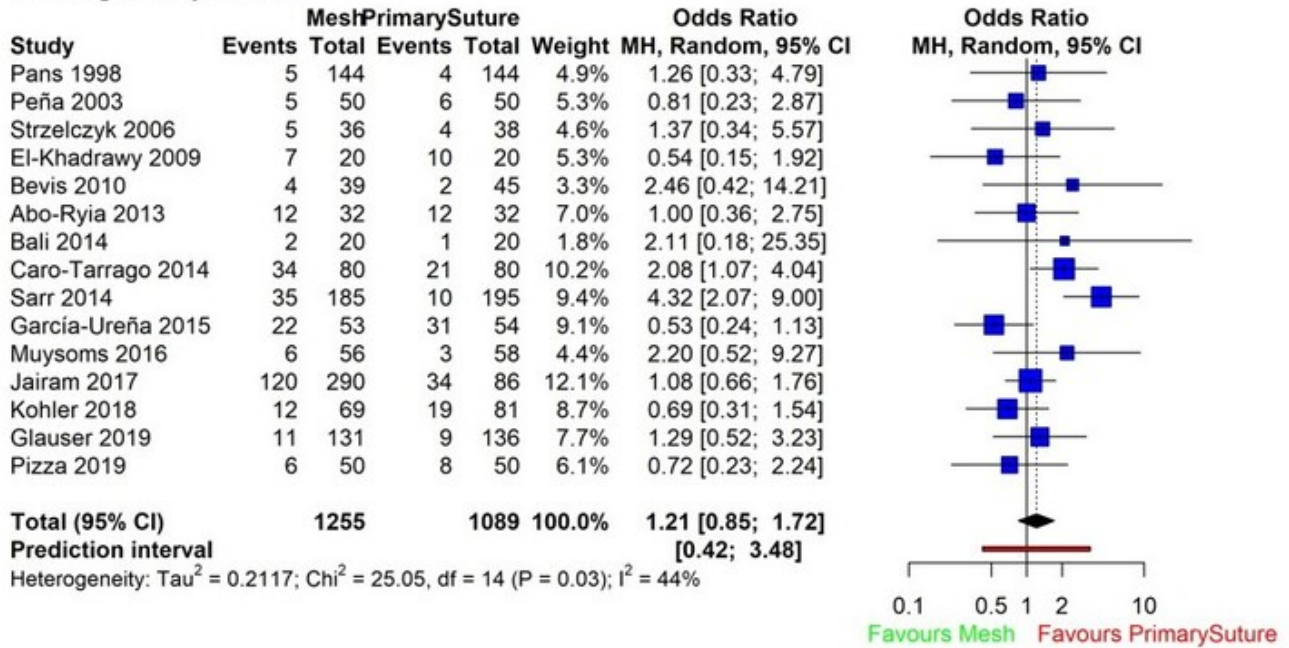 MeshPrimarySuture Odds Ratio Odds Ratio
Study Events Total Events Total Weight MH, Random, 95% CI MH, Random, 95% CI
Pans 1998 5 144 4 144 4.9% 1.26 [0.33; 4.79]
Peña 2003 5 50 6 50 5.3% 0.81 [0.23; 2.87]
Strzelczyk 2006 5 36 4 38 4.6% 1.37 [0.34; 5.57]
El-Khadrawy 2009 7 20 10 20 5.3% 0.54 [0.15; 1.92]
Bevis 2010 4 39 2 45 3.3% 2.46 [0.42; 14.21]
Abo-Ryia 2013 12 32 12 32 7.0% 1.00 [0.36; 2.75]
Bali 2014 2 20 1 20 1.8% 2.11 [0.18; 25.35]
Caro-Tarrago 2014 34 80 21 80 10.2% 2.08 [1.07; 4.04]
Sarr 2014 35 185 10 195 9.4% 4.32 [2.07; 9.00]
García-Ureña 2015 22 53 31 54 9.1% 0.53 [0.24; 1.13]
Muysoms 2016 6 56 3 58 4.4% 2.20 [0.52; 9.27]
Jairam 2017 120 290 34 86 12.1% 1.08 [0.66; 1.76]
Kohler 2018 12 69 19 81 8.7% 0.69 [0.31; 1.54]
Glauser 2019 11 131 9 136 7.7% 1.29 [0.52; 3.23]
Pizza 2019 6 50 8 50 6.1% 0.72 [0.23; 2.24]
Total (95% CI) 1255 1089 100.0% 1.21 [0.85; 1.72]
Prediction interval [0.42; 3.48]
Heterogeneity: Tau² = 0.2117; Chi² = 25.05, df = 14 (P = 0.03); I² = 44%
0.1 0.5 1 2 10
Favours Mesh Favours PrimarySuture